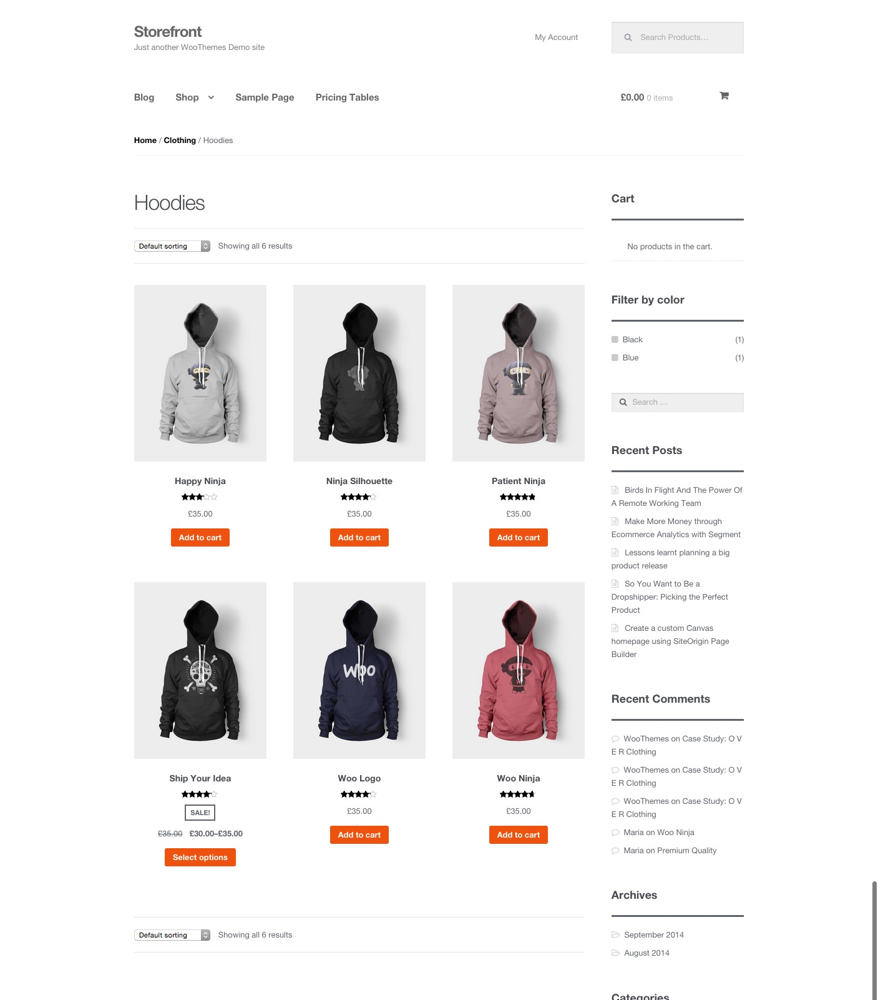 Storefront
Just another WooThemes Demo site
My Account
Search Products…
Blog
Shop
Sample Page
Pricing Tables
£0.00 0 items
Home / Clothing / Hoodies
Hoodies
Default sorting
Showing all 6 results
Happy Ninja
£35.00
Add to cart
Ninja Silhouette
£35.00
Add to cart
Patient Ninja
£35.00
Add to cart
Woo
Ship Your Idea
SALE!
£35.00 £30.00–£35.00
Select options
Woo Logo
£35.00
Add to cart
Woo Ninja
£35.00
Add to cart
Default sorting
Showing all 6 results
Cart
No products in the cart.
Filter by color
Black (1)
Blue (1)
Search …
Recent Posts
Birds In Flight And The Power Of
A Remote Working Team
Make More Money through
Ecommerce Analytics with Segment
Lessons learnt planning a big
product release
So You Want to Be a
Dropshipper: Picking the Perfect
Product
Create a custom Canvas
homepage using SiteOrigin Page
Builder
Recent Comments
WooThemes on Case Study: O V
E R Clothing
WooThemes on Case Study: O V
E R Clothing
WooThemes on Case Study: O V
E R Clothing
Maria on Woo Ninja
Maria on Premium Quality
Archives
September 2014
August 2014
Categories